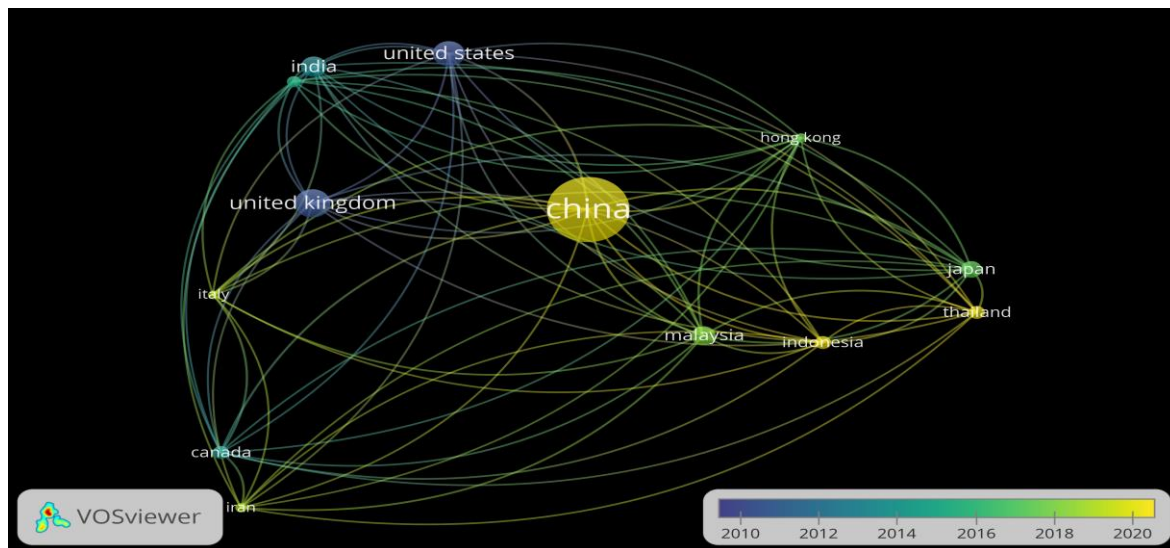 united states
india
hong kong
united kingdom
china
japan
italy
thailand
malaysia
indonesia
canada
iran
VOSviewer
2010 2012 2014 2016 2018 2020